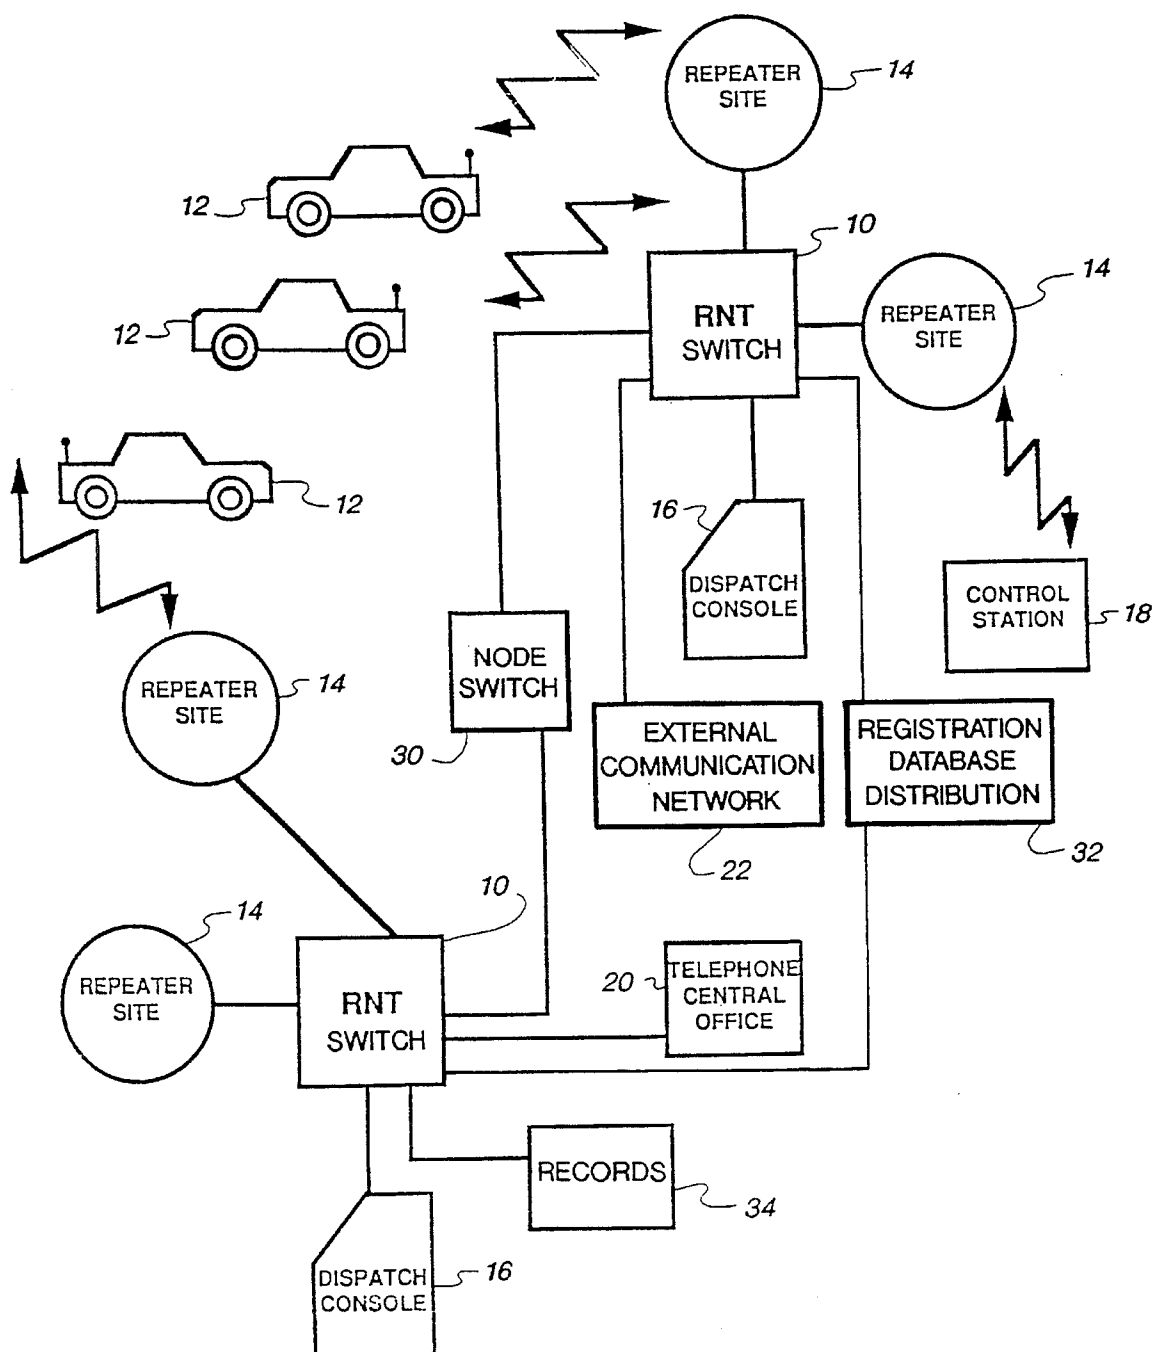 REPEATER
SITE
14
12
10
RNT
SWITCH
REPEATER
SITE
14
12
12
16
DISPATCH
CONSOLE
CONTROL
STATION
18
NODE
SWITCH
30
REPEATER
SITE
14
EXTERNAL
COMMUNICATION
NETWORK
22
REGISTRATION
DATABASE
DISTRIBUTION
32
10
14
REPEATER
SITE
RNT
SWITCH
20
TELEPHONE
CENTRAL
OFFICE
RECORDS
34
DISPATCH
CONSOLE
16